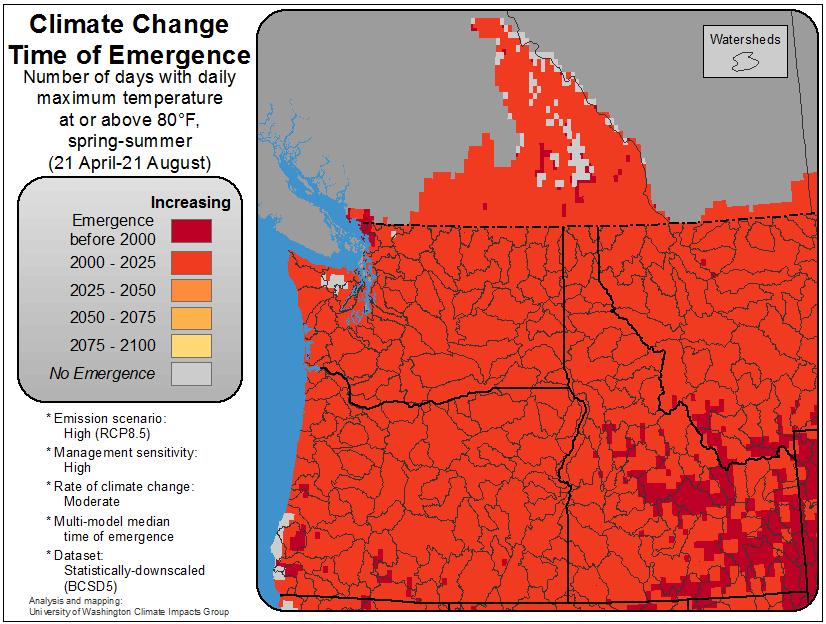 Climate Change
Time of Emergence
Number of days with daily
maximum temperature
at or above 80°F,
spring-summer
(21 April-21 August)
Increasing
Emergence
before 2000
2000 - 2025
2025 - 2050
2050 - 2075
2075 - 2100
No Emergence
* Emission scenario:
High (RCP8.5)
* Management sensitivity:
High
* Rate of climate change:
Moderate
* Multi-model median
time of emergence
* Dataset:
Statistically-downscaled
(BCSD5)
Analysis and mapping:
University of Washington Climate Impacts Group
Watersheds